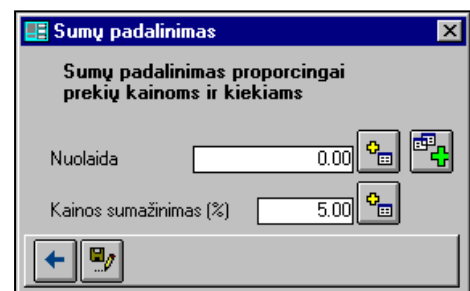 Sumų padalinimas
Sumų padalinimas proporcingai
prekių kainoms ir kiekiams
Nuolaida 0.00
Kainos sumažinimas (%) 5.00